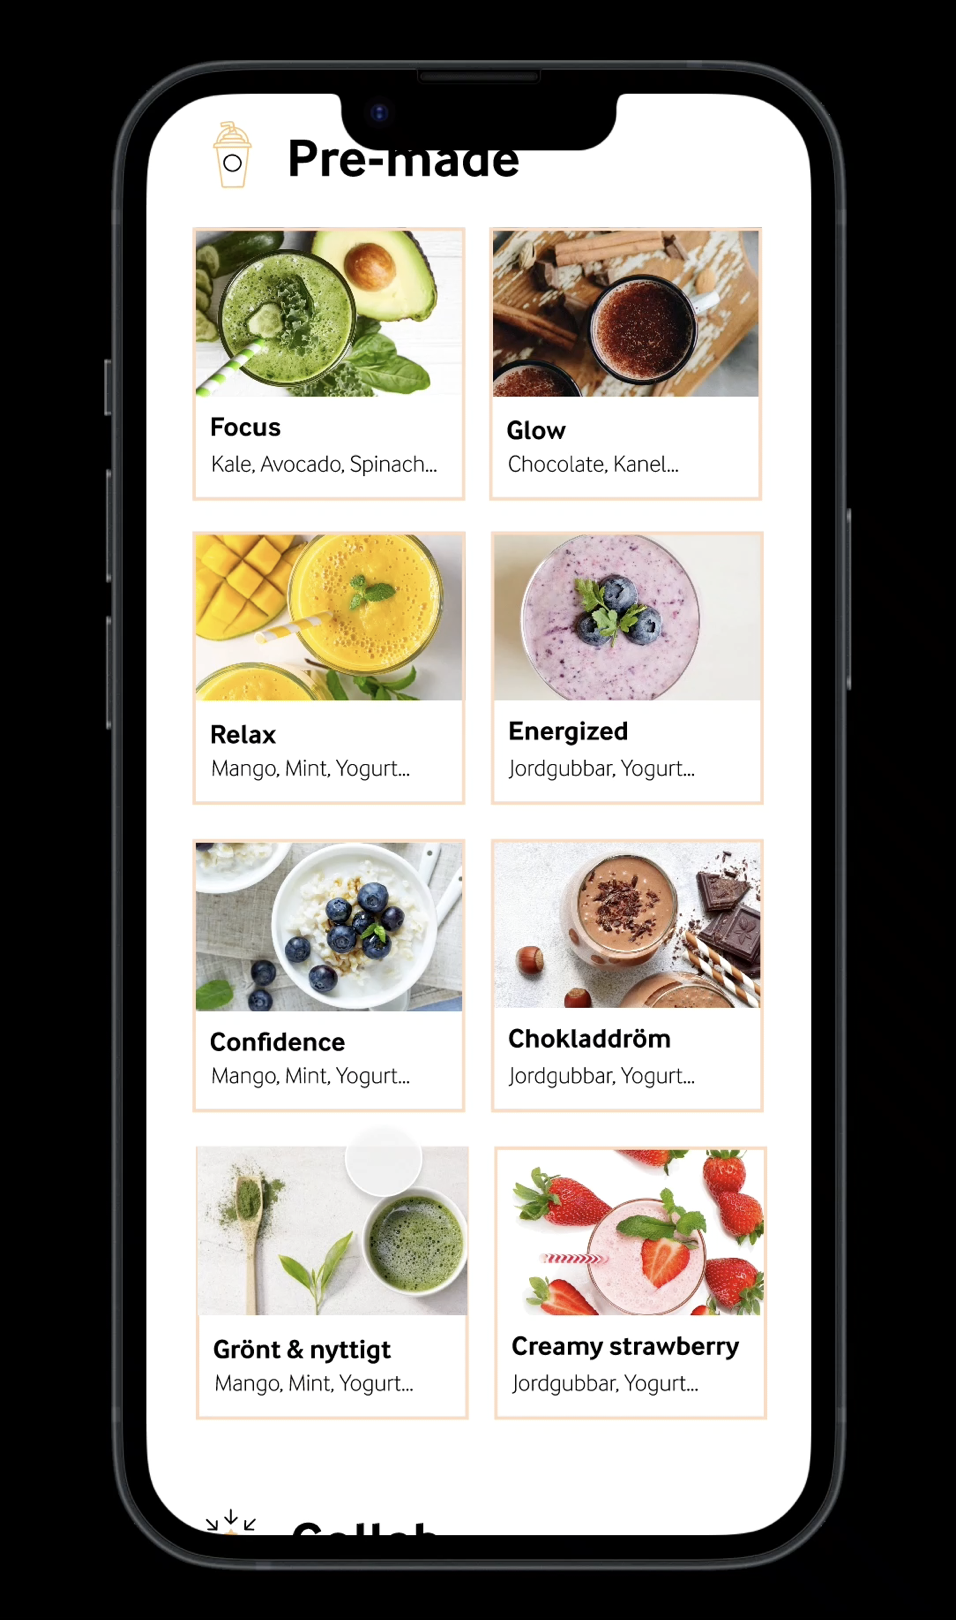 Pre-made
Focus
Kale, Avocado, Spinach...
Glow
Chocolate, Kanel...
Relax
Mango, Mint, Yogurt...
Energized
Jordgubbar, Yogurt...
Confidence
Mango, Mint, Yogurt...
Chokladdröm
Jordgubbar, Yogurt...
Grönt & nyttigt
Mango, Mint, Yogurt...
Creamy strawberry
Jordgubbar, Yogurt...
Collab